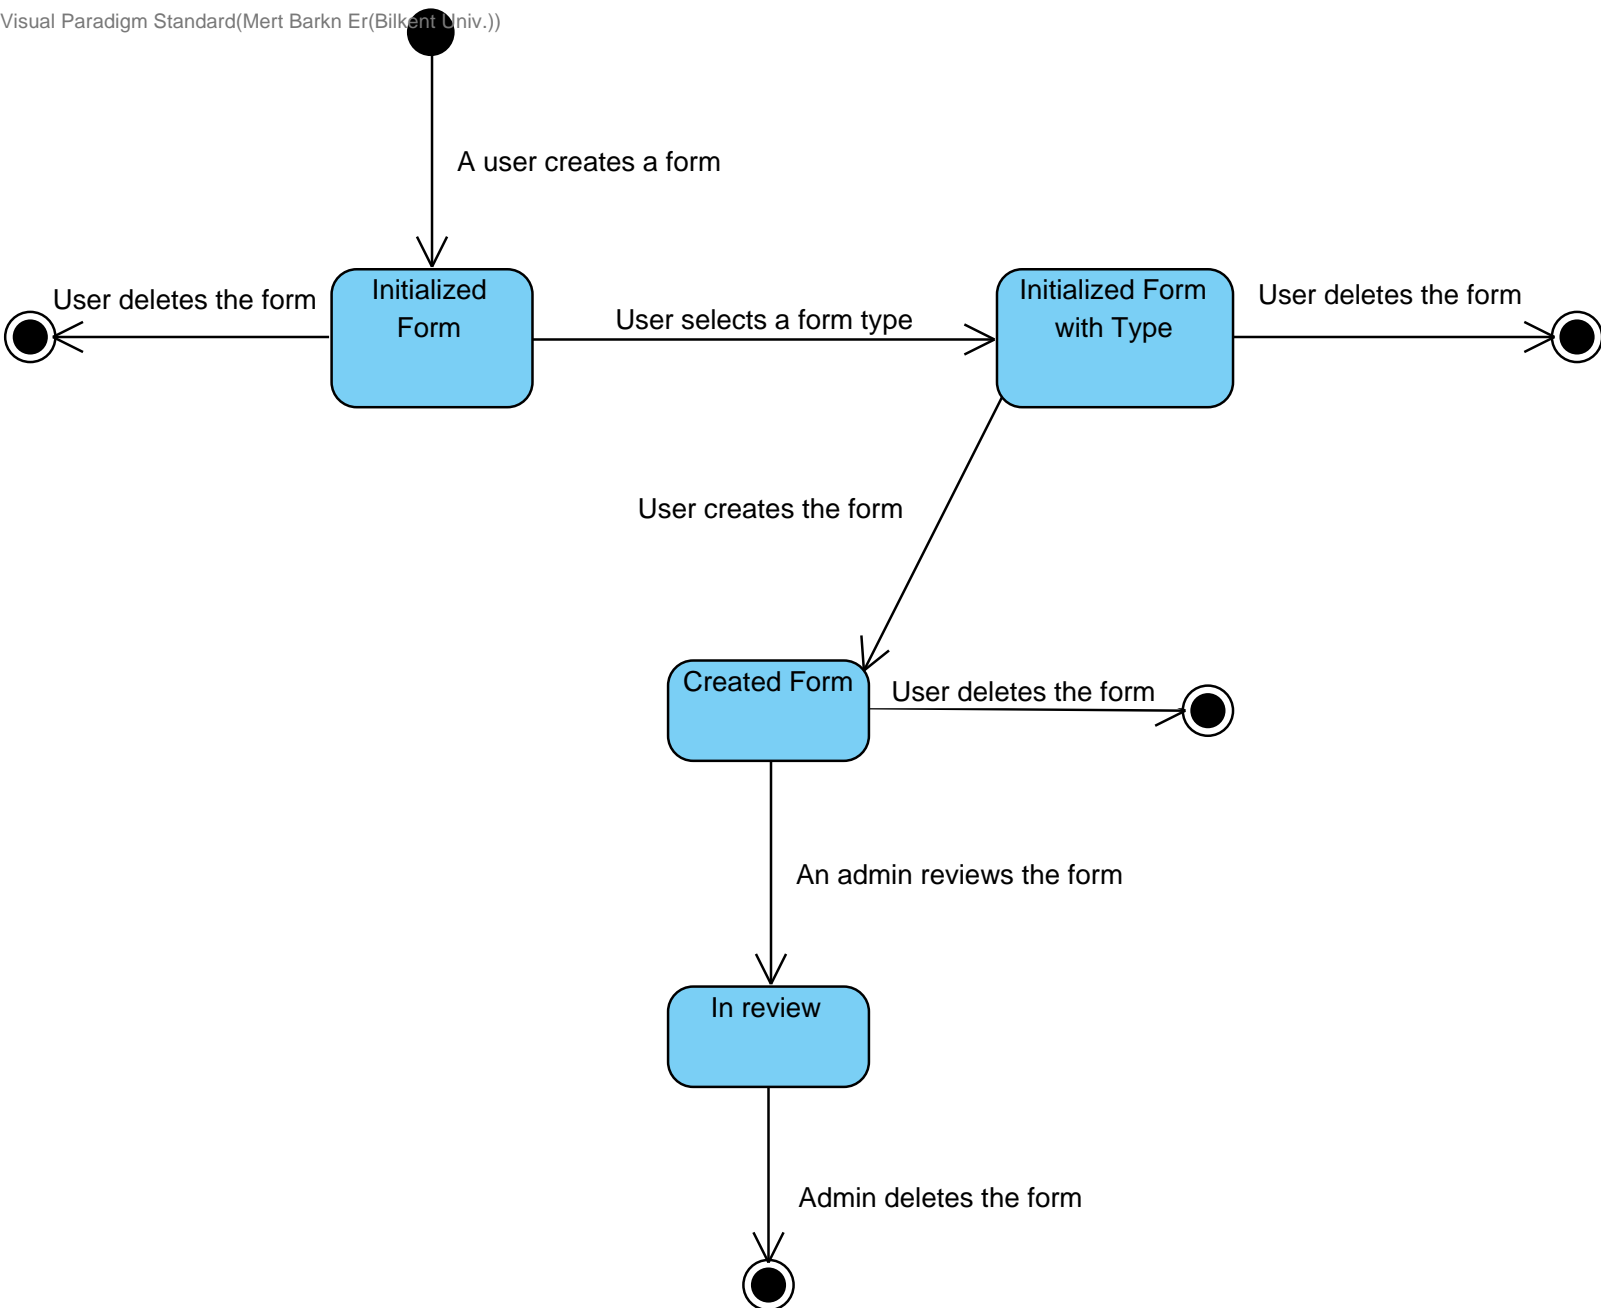 Visual Paradigm Standard(Mert Barkn Er(Bilkent Univ.))
A user creates a form
User deletes the form
Initialized
Form
User selects a form type
Initialized Form
with Type
User deletes the form
User creates the form
Created Form
User deletes the form
An admin reviews the form
In review
Admin deletes the form